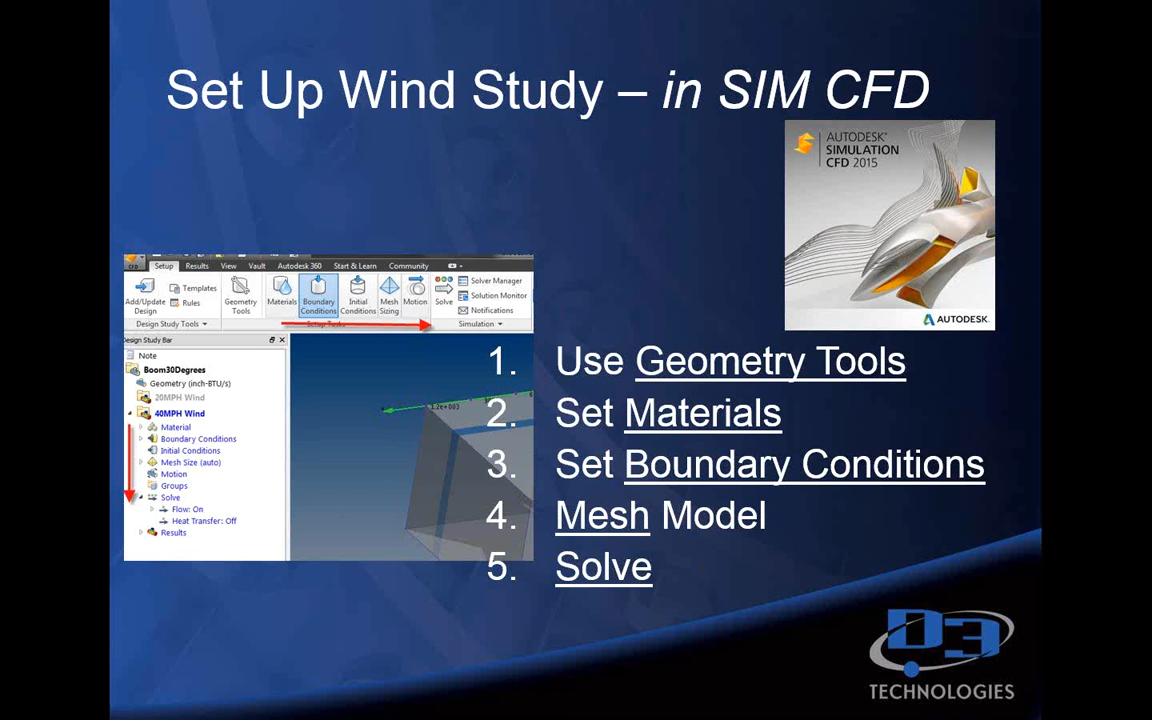 Set Up Wind Study – in SIM CFD
AUTODESK
SIMULATION
CFD 2015
AUTODESK.
CFD
Setup Results View Vault Autodesk 360 Start & Learn Community
Add/Update
Design
Templates
Rules
Geometry
Tools
Materials
Boundary
Conditions
Initial
Conditions
Mesh
Sizing
Motion
Solve
Solver Manager
Solution Monitor
Notifications
Design Study Tools
Setup Tasks
Simulation
Design Study Bar
Note
Boom30Degrees
Geometry (inch-BTU/s)
20MPH Wind
40MPH Wind
Material
Boundary Conditions
Initial Conditions
Mesh Size (auto)
Motion
Groups
Solve
Flow: On
Heat Transfer: Off
Results
1. Use Geometry Tools
2. Set Materials
3. Set Boundary Conditions
4. Mesh Model
5. Solve
D3
TECHNOLOGIES